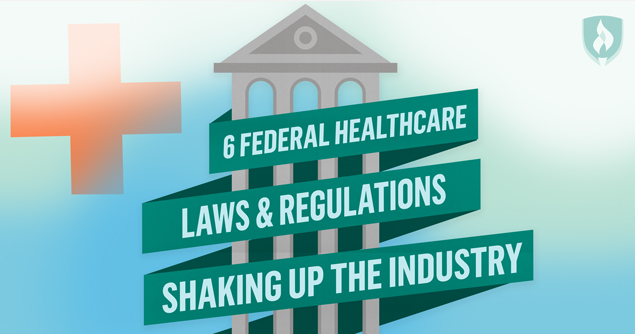 6 FEDERAL HEALTHCARE
LAWS & REGULATIONS
SHAKING UP THE INDUSTRY